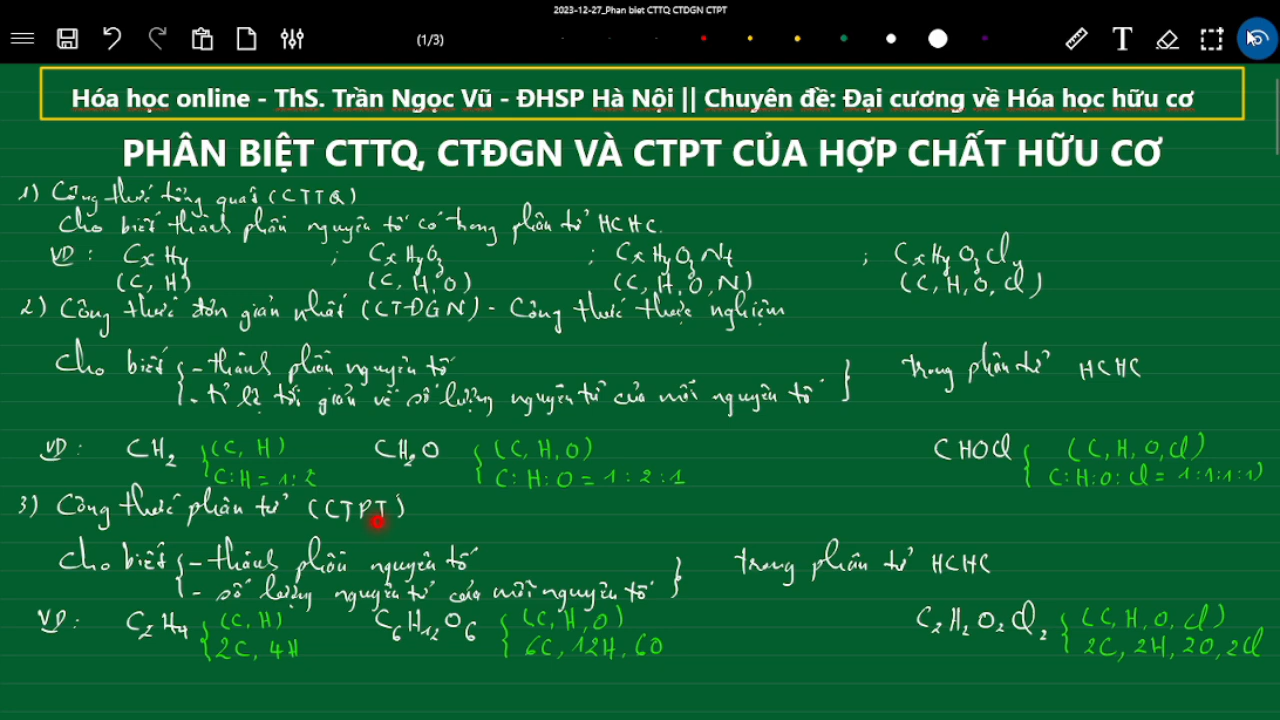 2023-12-27_Phan biet CTTQ CTĐGN CTPT
(1/3)
Hóa học online - ThS. Trần Ngọc Vũ - ĐHSP Hà Nội || Chuyên đề: Đại cương về Hóa học hữu cơ
PHÂN BIỆT CTTQ, CTĐGN VÀ CTPT CỦA HỢP CHẤT HỮU CƠ
1) Công thức tổng quát (CTTQ)
Cho biết thành phần nguyên tố có trong phân tử HCHC.
VD: CxHy ; CxHyOz ; CxHyOzNt ; CxHyOzClv
(C, H) (C, H, O) (C, H, O, N) (C, H, O, Cl)
2) Công thức đơn giản nhất (CTĐGN) - Công thức thực nghiệm
Cho biết - thành phần nguyên tố trong phân tử HCHC
- tỉ lệ tối giản về số lượng nguyên tử của mỗi nguyên tố
VD: CH2 (C, H) CH2O (C, H, O) CHOCl (C, H, O, Cl)
C:H = 1:2 C:H:O = 1:2:1 C:H:O:Cl = 1:1:1:1)
3) Công thức phân tử (CTPT)
Cho biết - thành phần nguyên tố trong phân tử HCHC
- số lượng nguyên tử của mỗi nguyên tố
VD: C2H4 (C, H) C6H12O6 (C, H, O) C2H2O2Cl2 (C, H, O, Cl)
2C, 4H 6C, 12H, 6O 2C, 2H, 2O, 2Cl